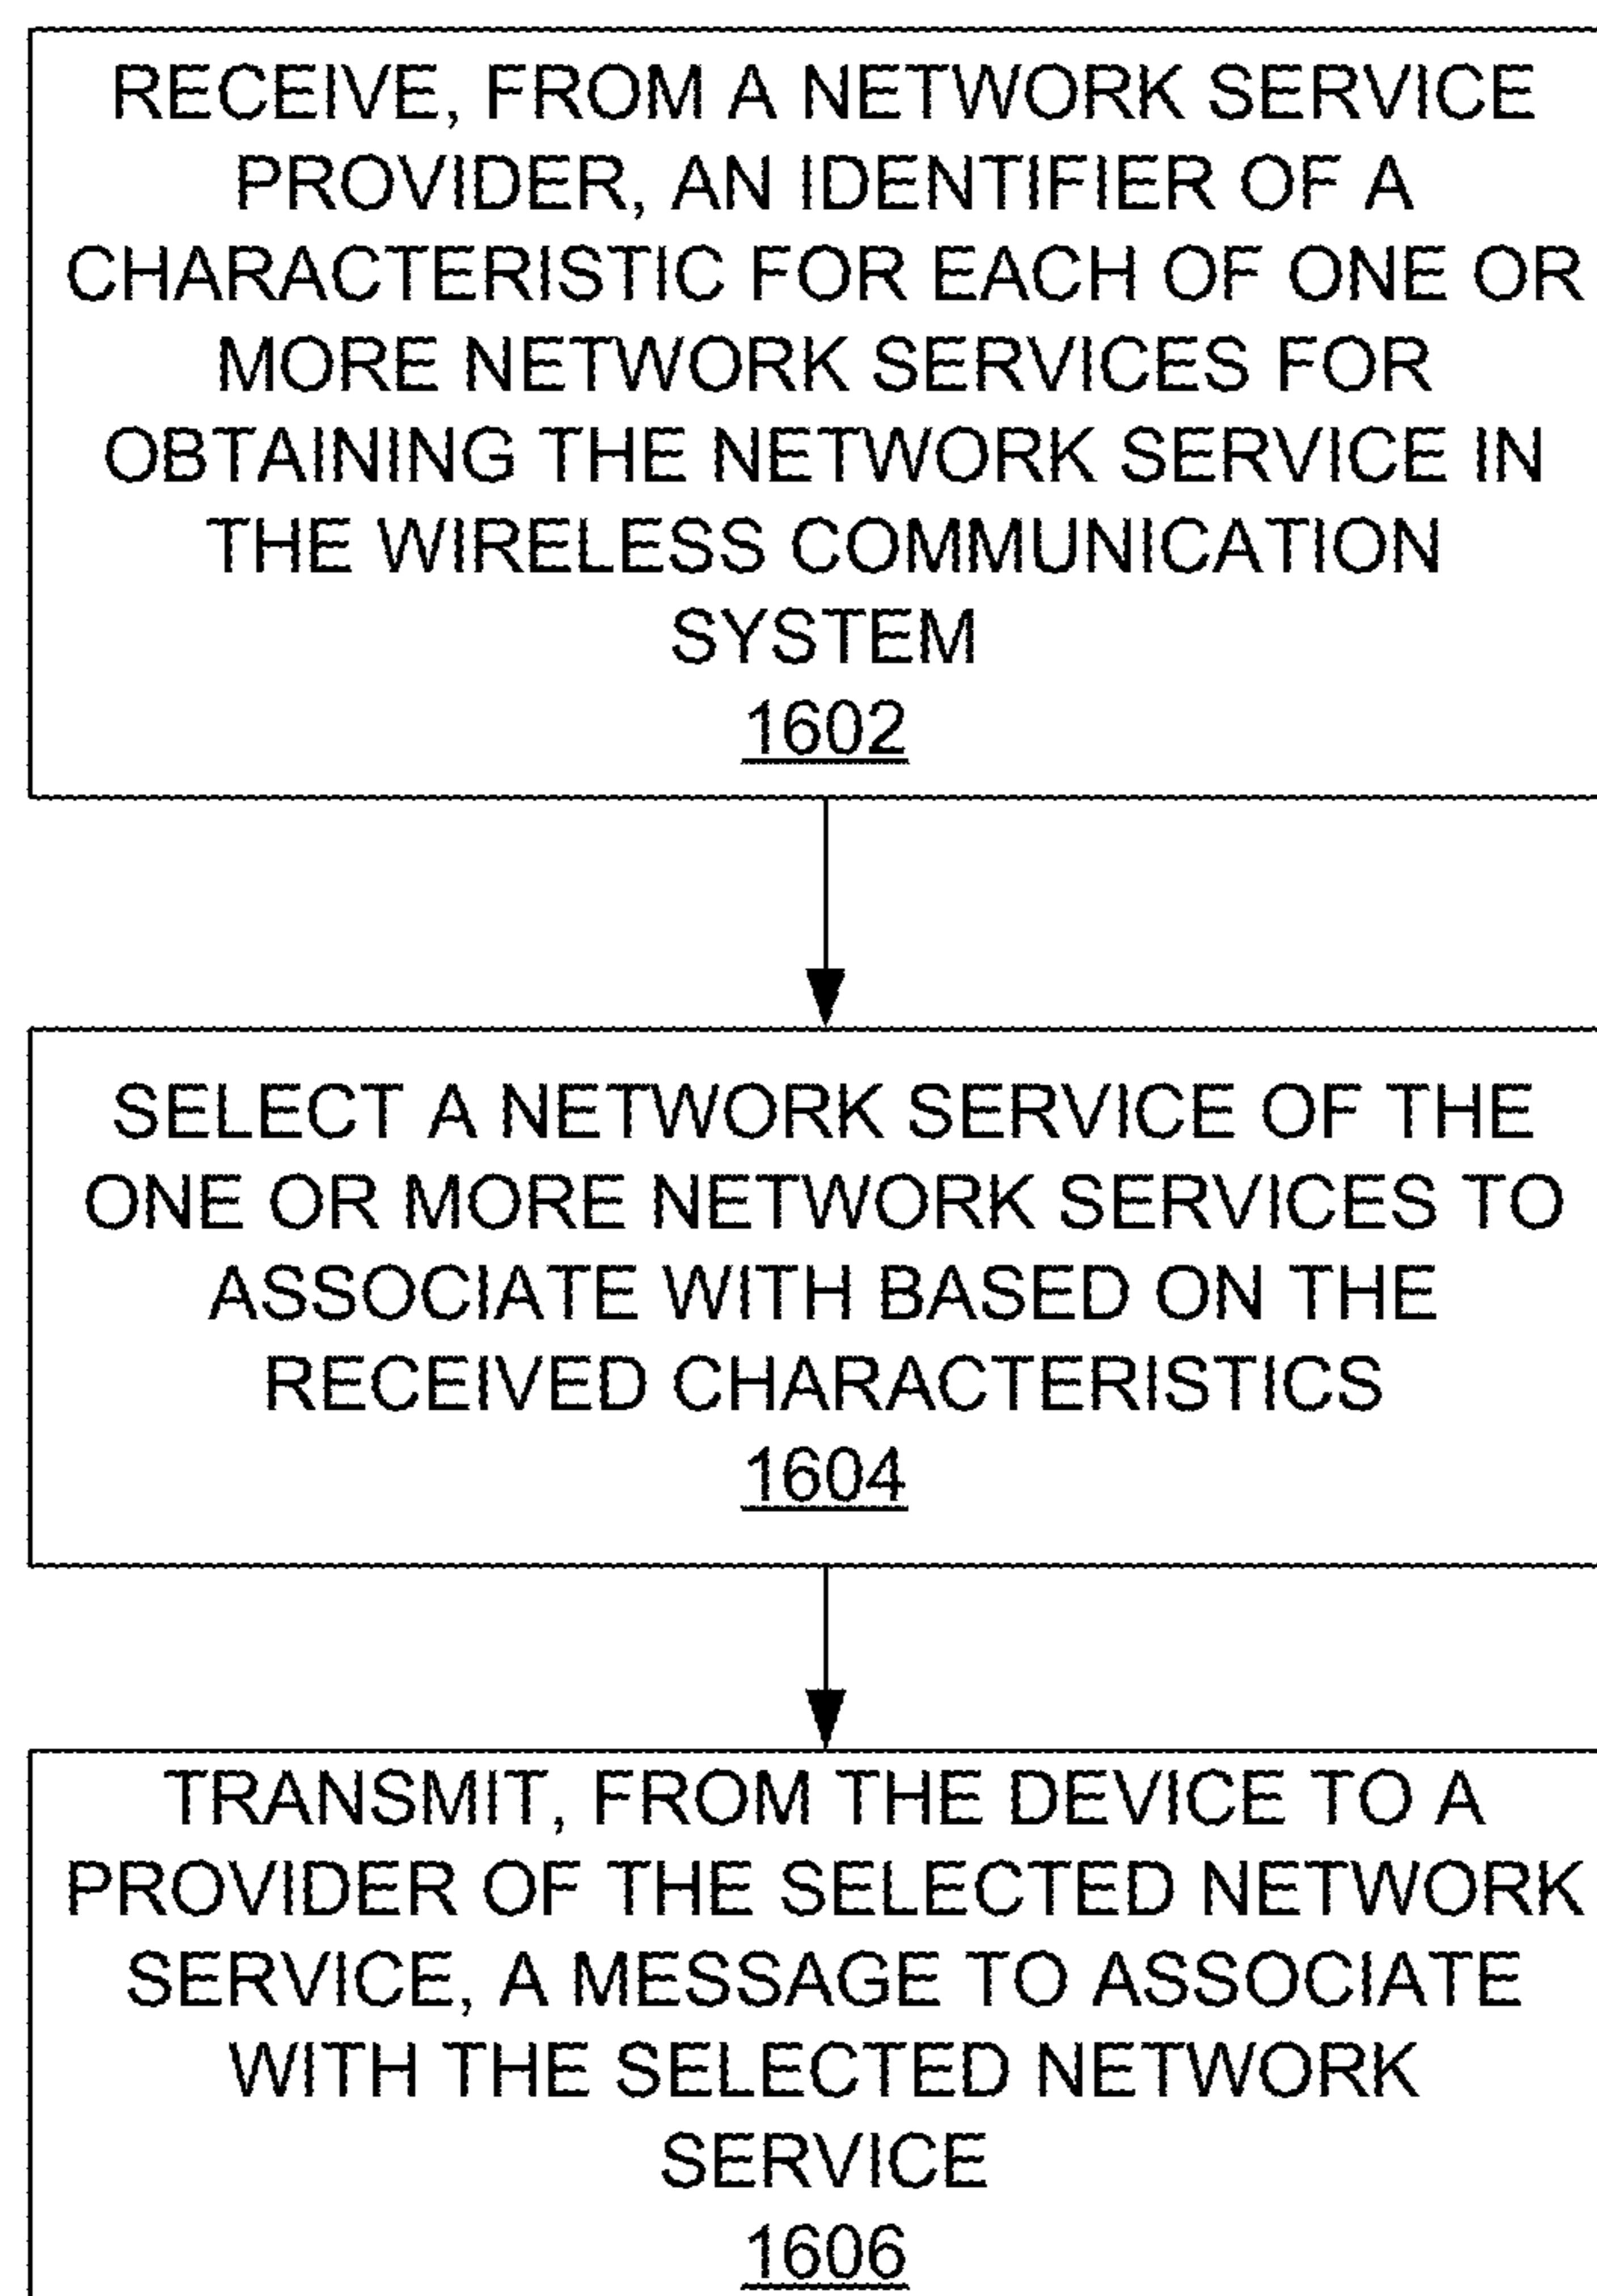 RECEIVE, FROM A NETWORK SERVICE
PROVIDER, AN IDENTIFIER OF A
CHARACTERISTIC FOR EACH OF ONE OR
MORE NETWORK SERVICES FOR
OBTAINING THE NETWORK SERVICE IN
THE WIRELESS COMMUNICATION
SYSTEM
1602
SELECT A NETWORK SERVICE OF THE
ONE OR MORE NETWORK SERVICES TO
ASSOCIATE WITH BASED ON THE
RECEIVED CHARACTERISTICS
1604
TRANSMIT, FROM THE DEVICE TO A
PROVIDER OF THE SELECTED NETWORK
SERVICE, A MESSAGE TO ASSOCIATE
WITH THE SELECTED NETWORK
SERVICE
1606